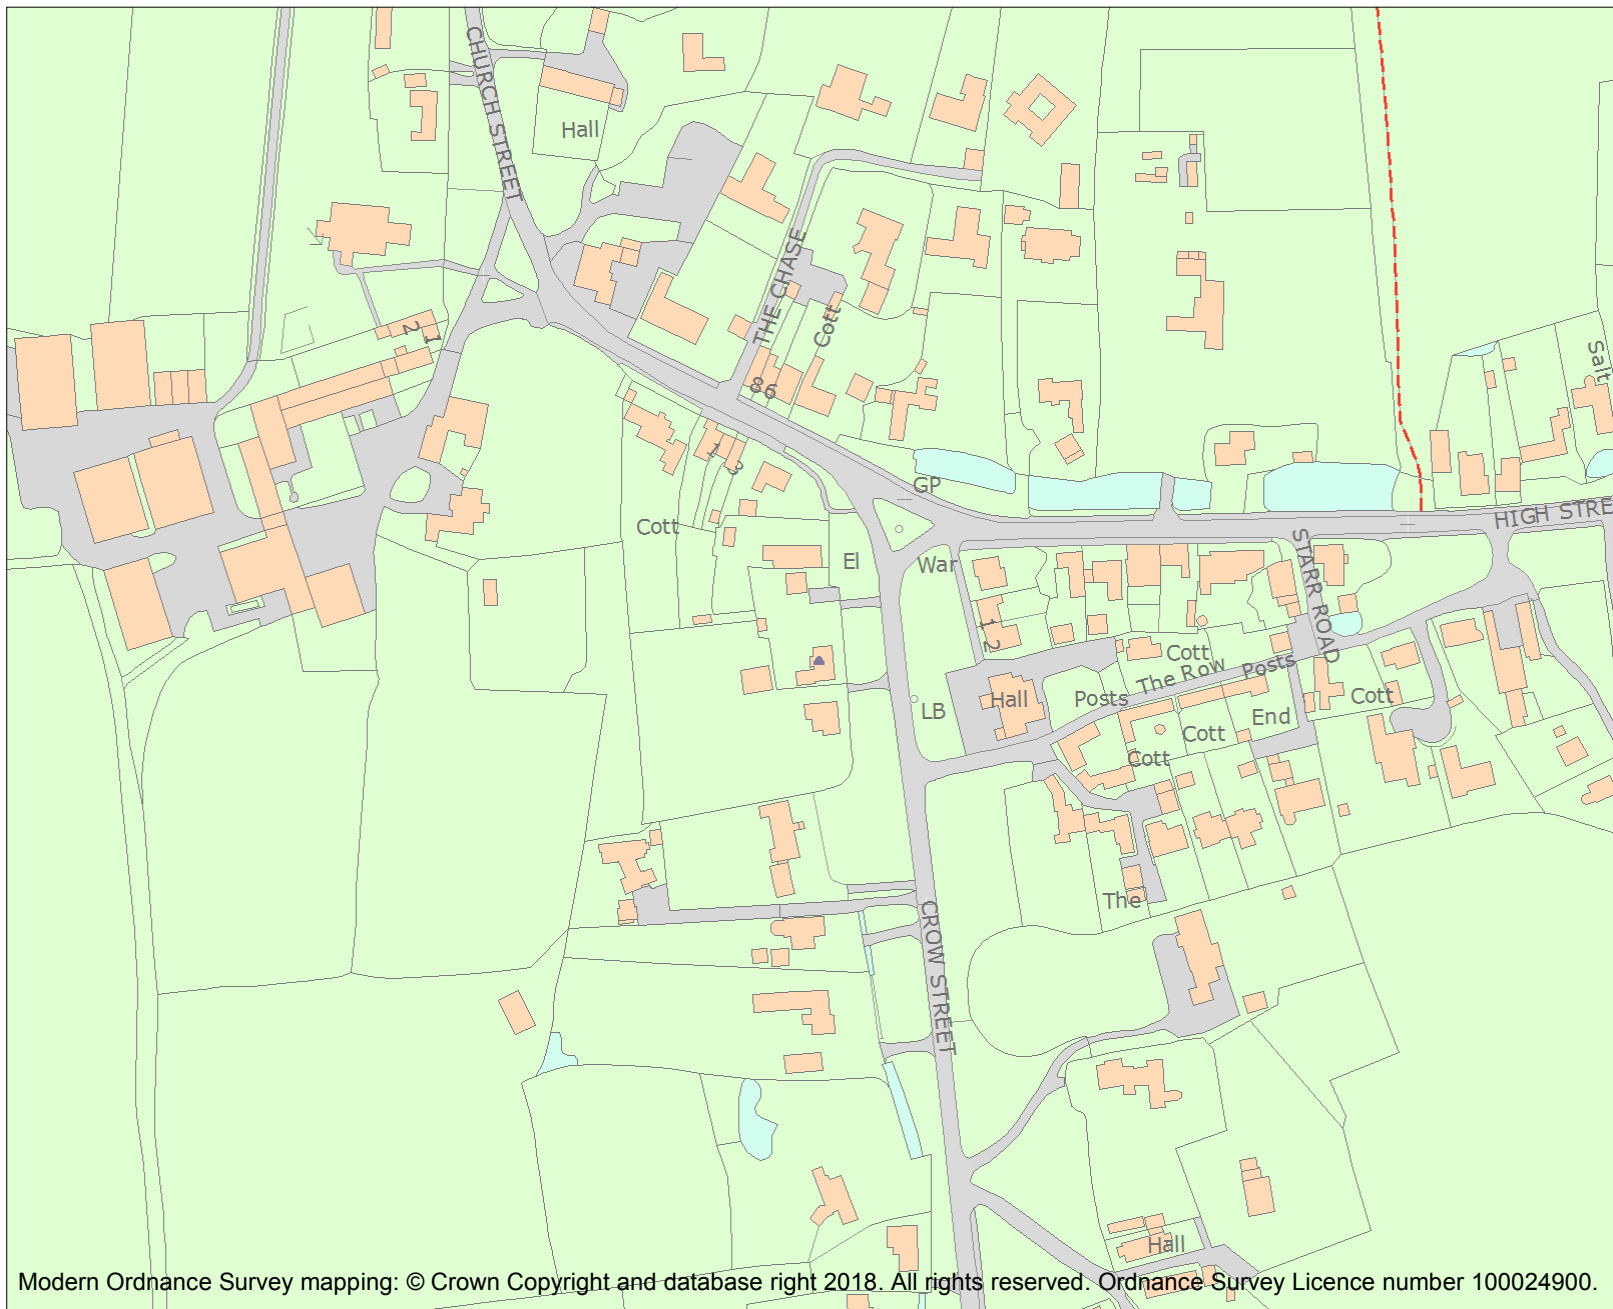 CHURCH STREET
Hall
THE CHASE
Cott
2
1
8
6
Salt
1
3
GP
HIGH STRE
Cott
El
War
STARR ROAD
1
2
Cott
The Row
Posts
Hall
Posts
LB
Cott
End
Cott
Cott
The
CROW STREET
Hall
Modern Ordnance Survey mapping: © Crown Copyright and database right 2018. All rights reserved. Ordnance Survey Licence number 100024900.